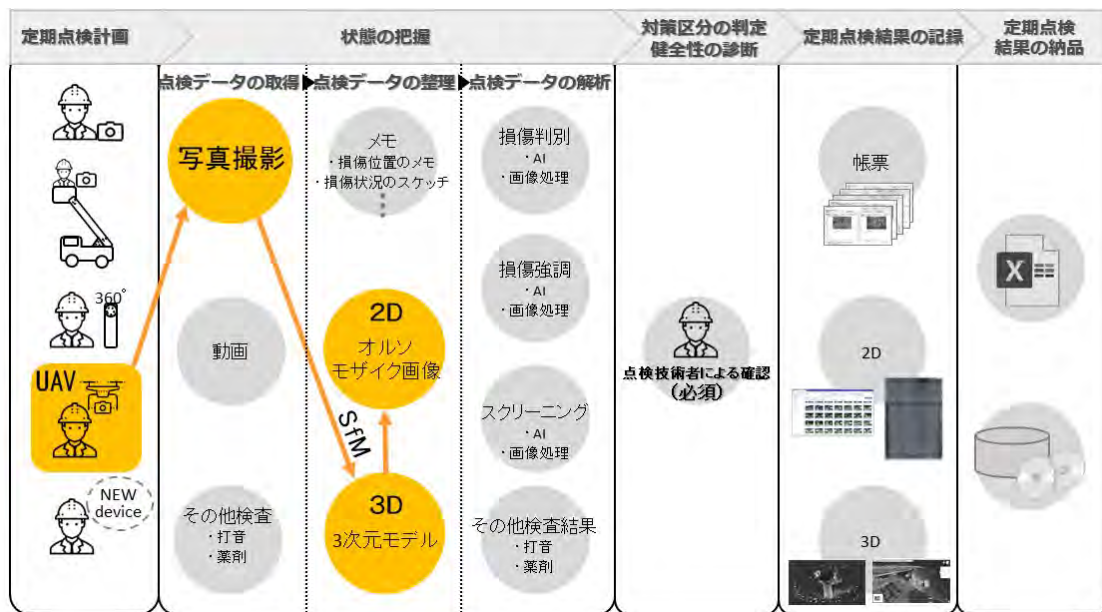 定期点検計画
状態の把握
対策区分の判定
健全性の診断
定期点検結果の記録
定期点検
結果の納品
点検データの取得
点検データの整理
点検データの解析
360°
UAV
NEW
device
写真撮影
動画
その他検査
・打音
・薬剤
メモ
・損傷位置のメモ
・損傷状況のスケッチ
2D
オルソ
モザイク画像
SfM
3D
3次元モデル
損傷判別
・AI
・画像処理
損傷強調
・AI
・画像処理
スクリーニング
・AI
・画像処理
その他検査結果
・打音
・薬剤
点検技術者による確認
(必須)
帳票
2D
3D
X